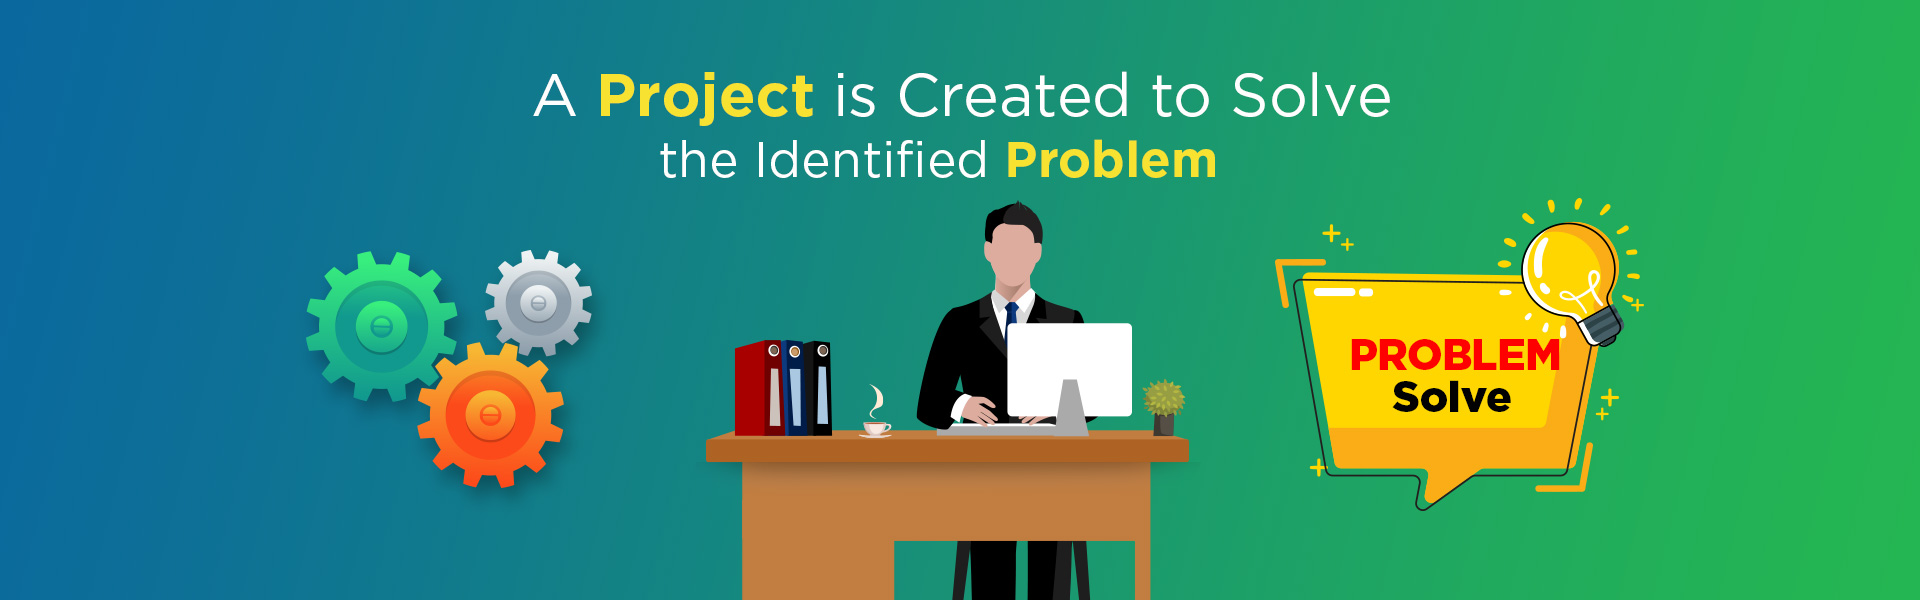 A Project is Created to Solve
the Identified Problem
PROBLEM
Solve